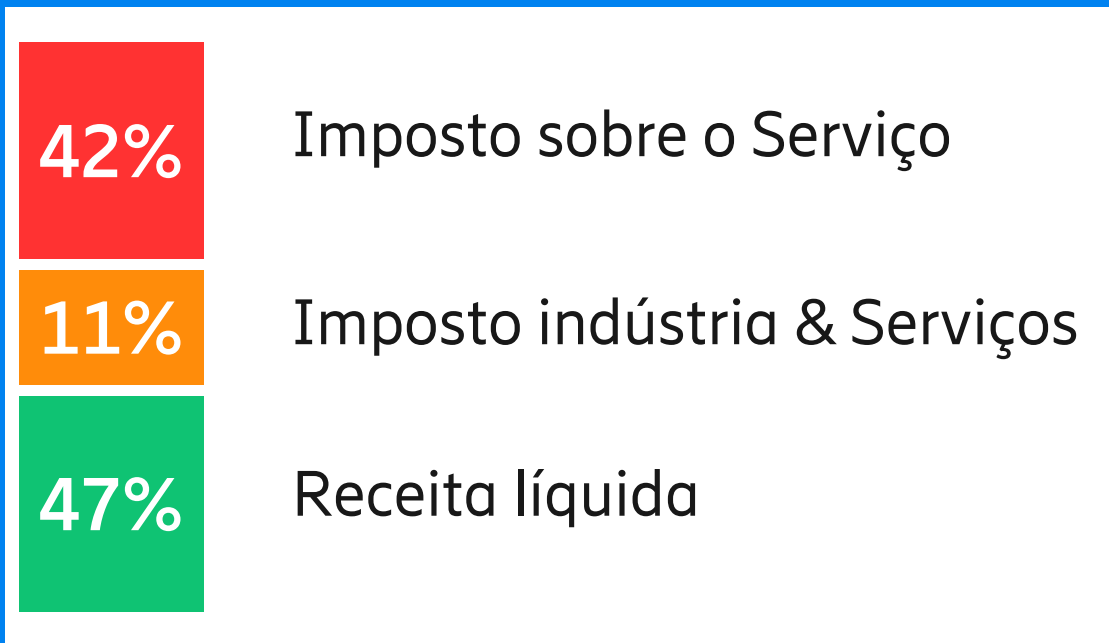 42% Imposto sobre o Serviço
11% Imposto indústria & Serviços
47% Receita líquida